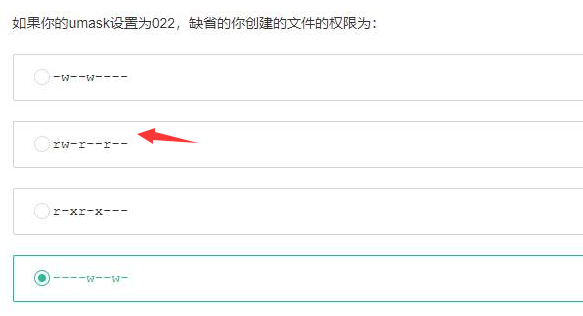 如果你的umask设置为022，缺省的你创建的文件的权限为：
-w--w----
rw-r--r--
r-xr-x---
----w--w-